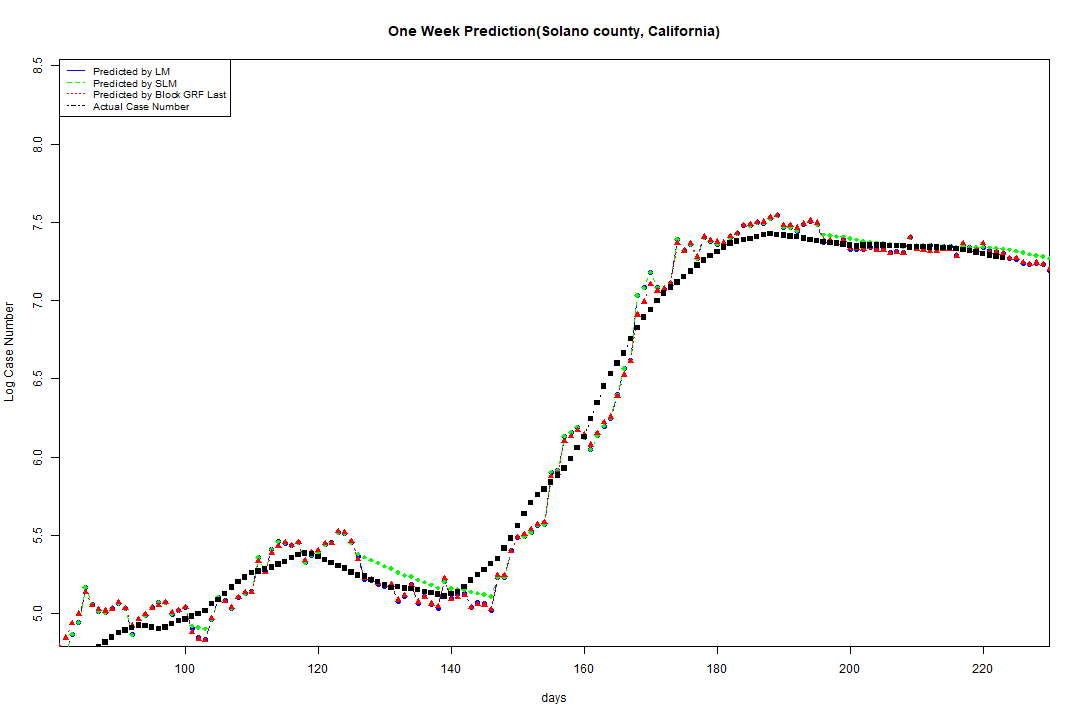 One Week Prediction(Solano county, California)
Predicted by LM
Predicted by SLM
Predicted by Block GRF Last
Actual Case Number
8.5
8.0
7.5
7.0
6.5
6.0
5.5
5.0
Log Case Number
100 120 140 160 180 200 220
days